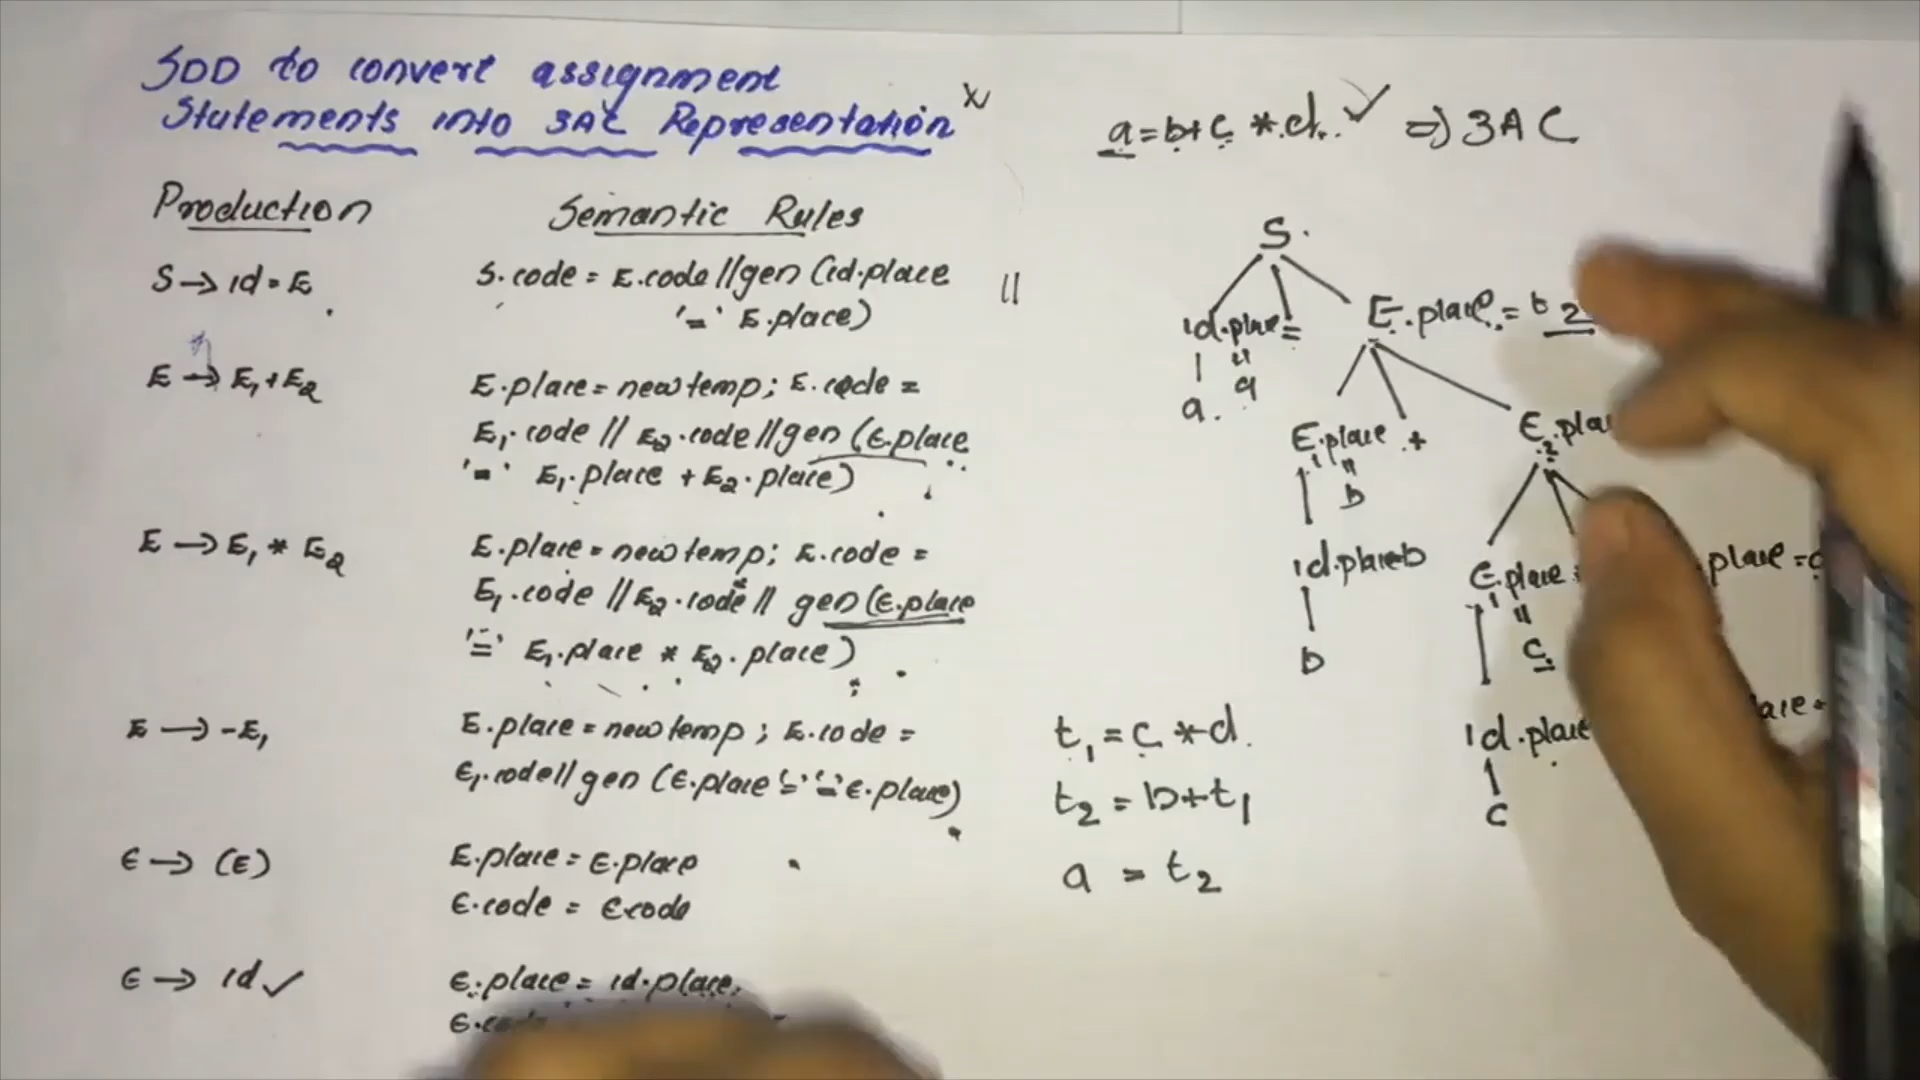 SDD to convert assignment
Statements into 3AC Representation
Production Semantic Rules
S → id = E S.code = E.code // gen (id.place
'=' E.place)
E → E1 + E2 E.place = newtemp; E.code =
E1.code // E2.code // gen (E.place
'=' E1.place + E2.place)
E → E1 * E2 E.place = newtemp; E.code =
E1.code // E2.code // gen (E.place
'=' E1.place * E2.place)
E → -E1 E.place = newtemp; E.code =
E1.code // gen (E.place '=' '-' E.place)
E → (E) E.place = E.place
E.code = E.code
E → id ✓ E.place = id.place
a = b + c * d ✓ ⇒ 3AC
S
id.place = E.place = t2
a a
E1.place + E2.place
b
id.place = b E1.place place =
b c
id.place
c
t1 = c * d
t2 = b + t1
a = t2